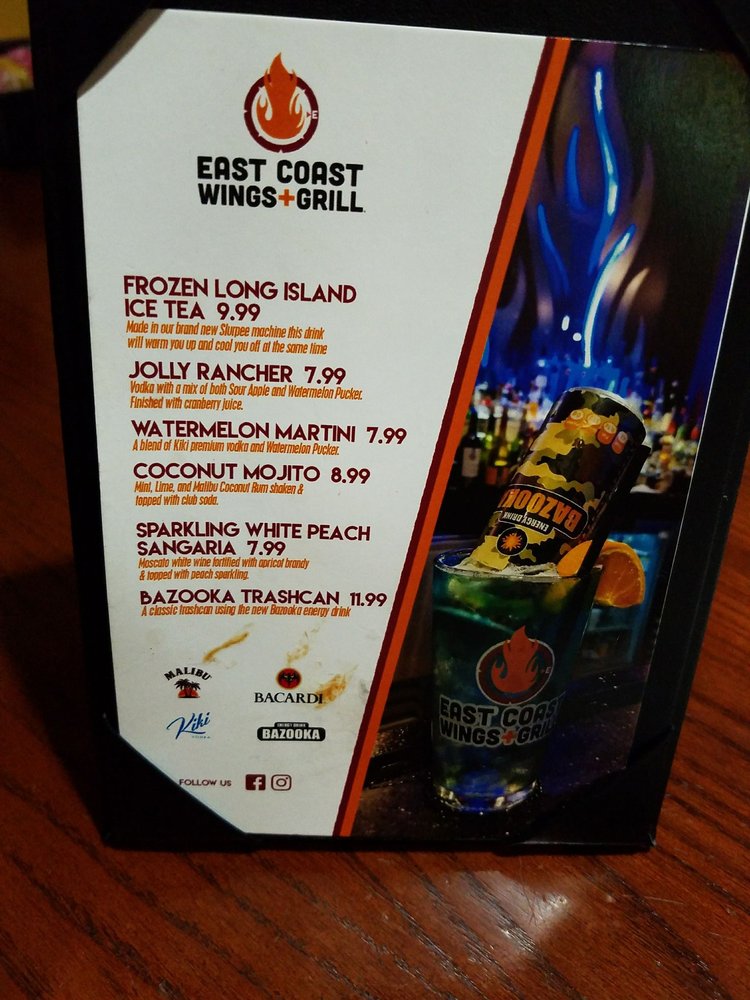 EAST COAST
WINGS+GRILL
FROZEN LONG ISLAND
ICE TEA 9.99
Made in our brand new Slurpee machine this drink
will warm you up and cool you off at the same time
JOLLY RANCHER 7.99
Vodka with a mix of both Sour Apple and Watermelon Pucker.
Finished with cranberry juice.
WATERMELON MARTINI 7.99
A blend of Kiki premium vodka and Watermelon Pucker.
COCONUT MOJITO 8.99
Mint, Lime, and Malibu Coconut Rum shaken &
topped with club soda.
SPARKLING WHITE PEACH
SANGARIA 7.99
Moscato white wine fortified with apricot brandy
& topped with peach sparkling.
BAZOOKA TRASHCAN 11.99
A classic trashcan using the new Bazooka energy drink
MALIBU
BACARDI
Kiki
VODKA
ENERGY DRINK
BAZOOKA
FOLLOW US
BAZOOKA
ENERGY DRINK
EAST COAST
WINGS+GRILL